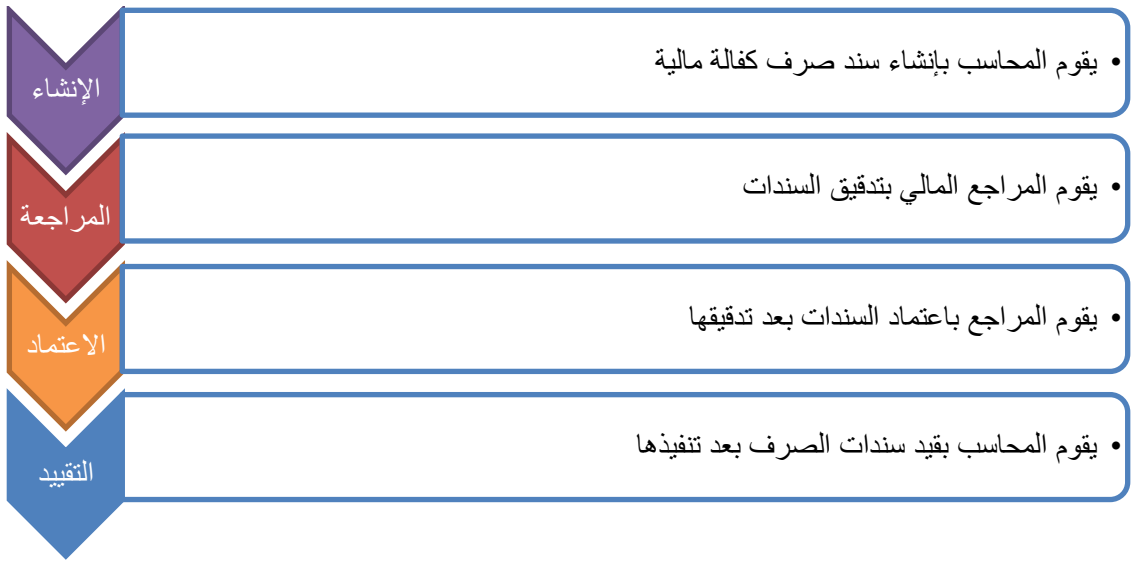 الإنشاء
• يقوم المحاسب بإنشاء سند صرف كفالة مالية
المراجعة
• يقوم المراجع المالي بتدقيق السندات
الاعتماد
• يقوم المراجع باعتماد السندات بعد تدقيقها
التقييد
• يقوم المحاسب بقيد سندات الصرف بعد تنفيذها